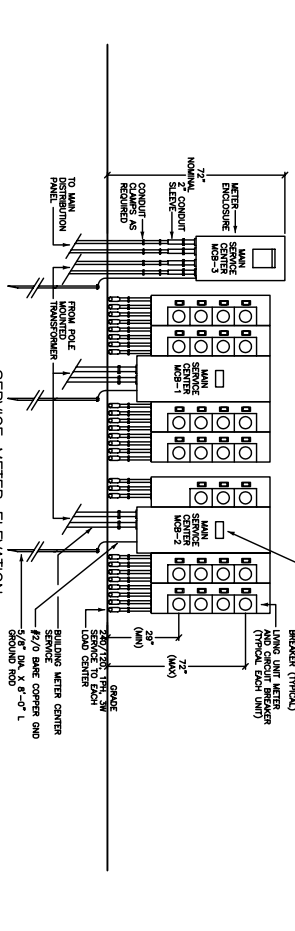 72"
NOMINAL
METER
ENCLOSURE
2" CONDUIT
SLEEVE
CONDUIT
CLAMPS AS
REQUIRED
TO MAIN
DISTRIBUTION
PANEL
FROM POLE
MOUNTED
TRANSFORMER
MAIN
SERVICE
CENTER
MCB-3
MAIN
SERVICE
CENTER
MCB-1
MAIN
SERVICE
CENTER
MCB-2
BREAKER (TYPICAL)
LIVING UNIT METER
AND CIRCUIT BREAKER
(TYPICAL EACH UNIT)
72"
(MAX)
29"
(MIN)
GRADE
240/120, 1PH, 3W
SERVICE TO EACH
LOAD CENTER
BUILDING METER CENTER
SERVICE
#2/0 BARE COPPER GND
5/8" DIA. X 8'-0" L
GROUND ROD